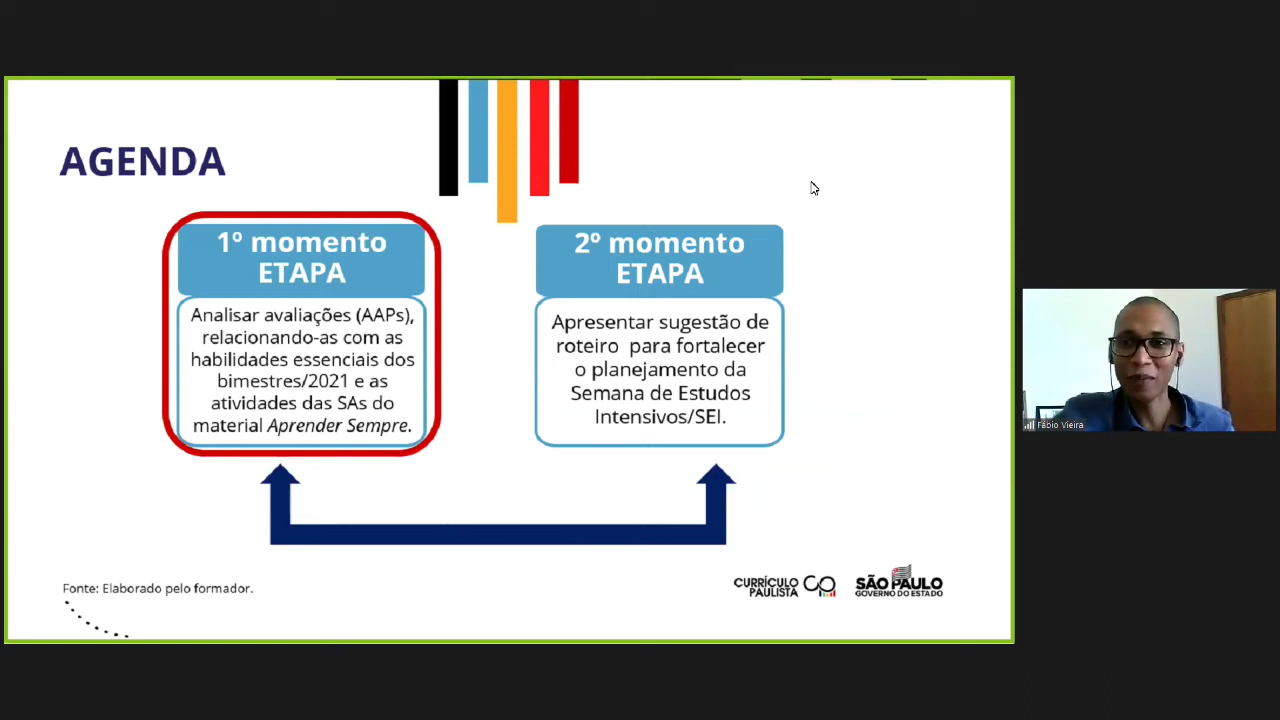 AGENDA
1º momento
ETAPA
Analisar avaliações (AAPs),
relacionando-as com as
habilidades essenciais dos
bimestres/2021 e as
atividades das SAs do
material Aprender Sempre.
2º momento
ETAPA
Apresentar sugestão de
roteiro para fortalecer
o planejamento da
Semana de Estudos
Intensivos/SEI.
Fonte: Elaborado pelo formador.
CURRÍCULO
PAULISTA
SÃO PAULO
GOVERNO DO ESTADO
Fábio Vieira